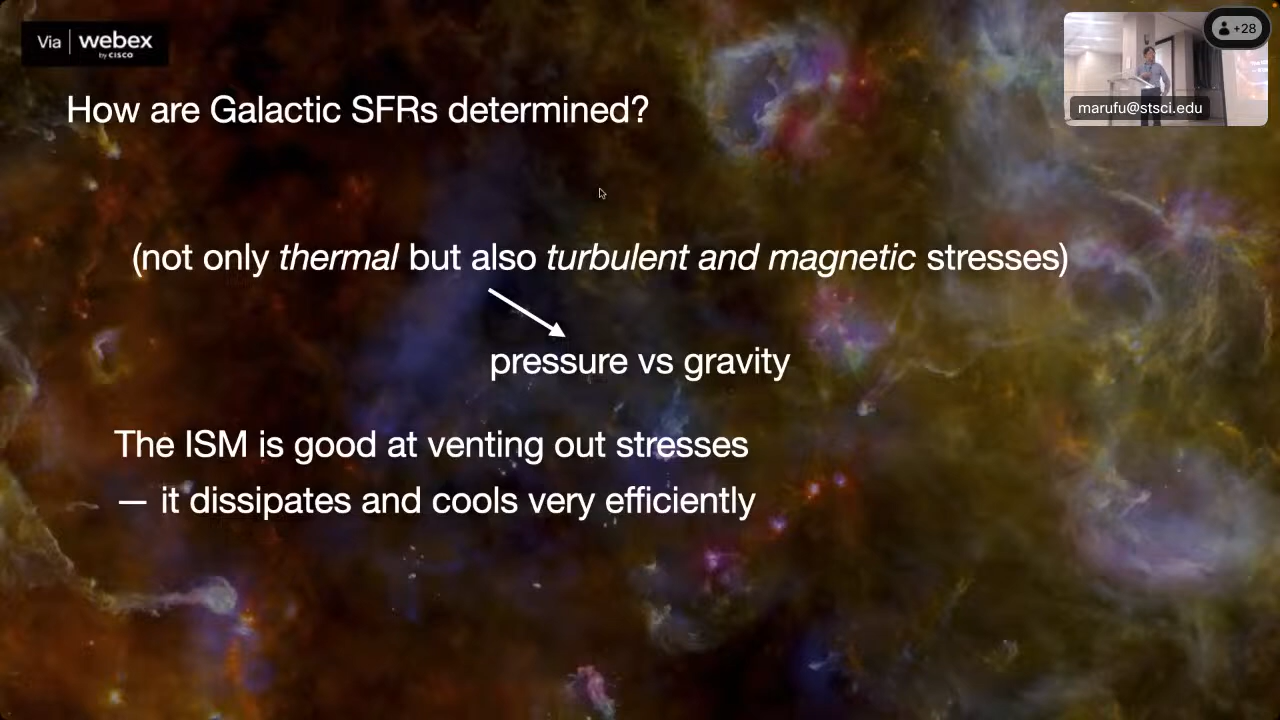 Via | webex
by CISCO
+28
marufu@stsci.edu
How are Galactic SFRs determined?
(not only thermal but also turbulent and magnetic stresses)
pressure vs gravity
The ISM is good at venting out stresses
— it dissipates and cools very efficiently